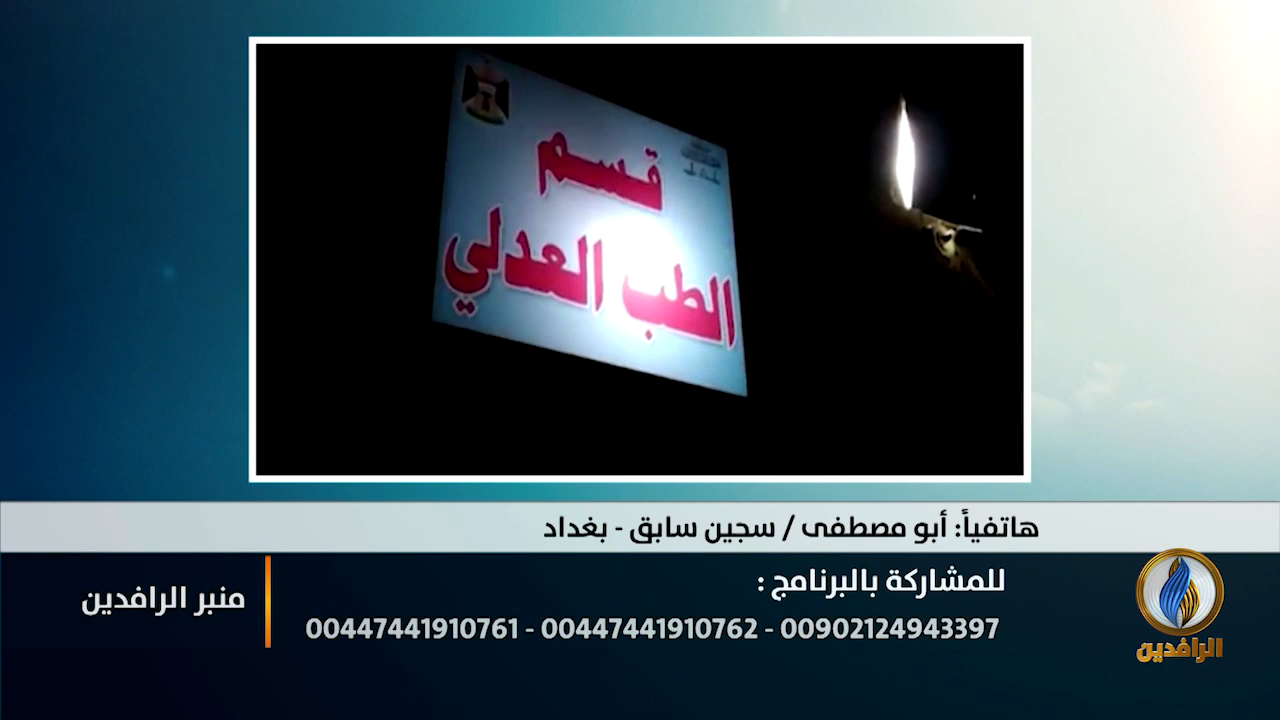 قسم
الطب العدلي
هاتفياً: أبو مصطفى / سجين سابق - بغداد
للمشاركة بالبرنامج :
00447441910761 - 00447441910762 - 00902124943397
منبر الرافدين
الرافدين